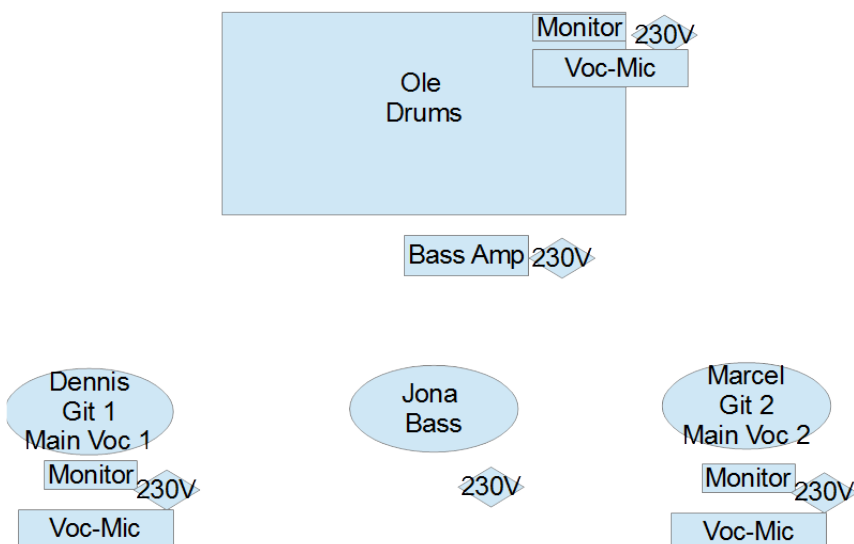 Monitor
230V
Voc-Mic
Ole
Drums
Bass Amp
230V
Dennis
Git 1
Main Voc 1
Monitor
230V
Voc-Mic
Jona
Bass
230V
Marcel
Git 2
Main Voc 2
Monitor
230V
Voc-Mic